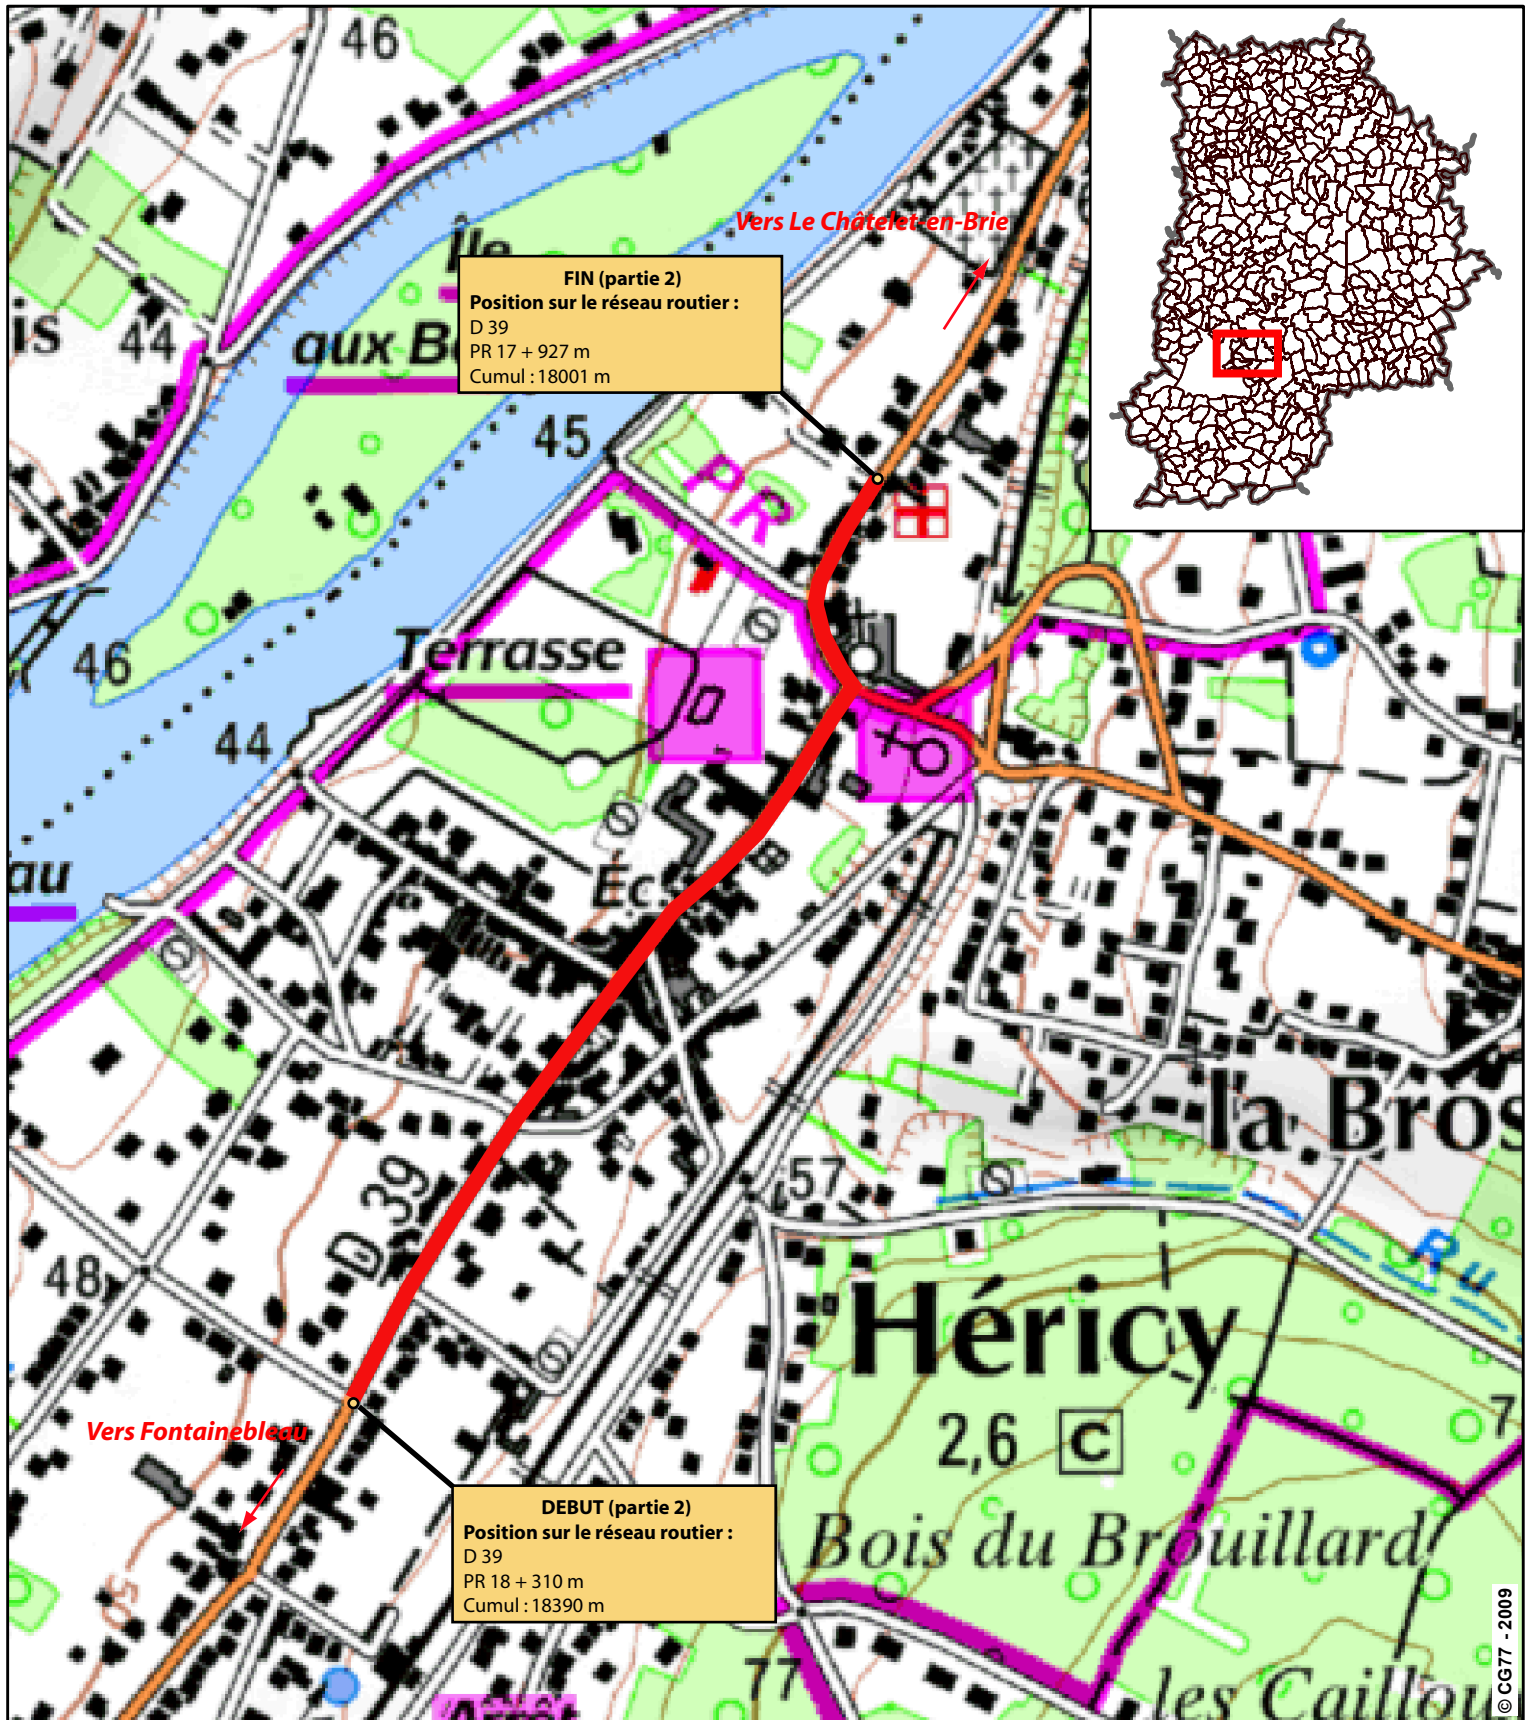 46
Vers Le Châtelet-en-Brie
Île
FIN (partie 2)
Position sur le réseau routier :
D 39
PR 17 + 927 m
Cumul : 18001 m
is
44
aux B
45
PR
46
Terrasse
44
au
Éc.
75
la Bros
57
D 39
48
Ru
Héricy
2,6 C
7
Vers Fontainebleau
DEBUT (partie 2)
Position sur le réseau routier :
D 39
PR 18 + 310 m
Cumul : 18390 m
Bois du Brouillard
50
77
les Caillou
© CG77 - 2009